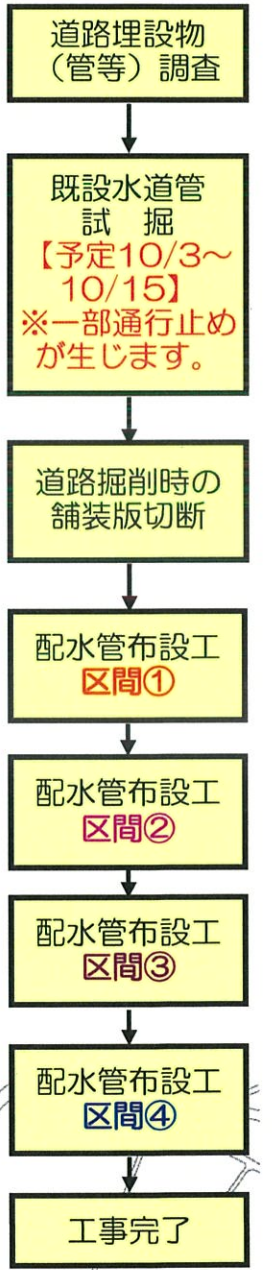 道路埋設物
（管等）調査
既設水道管
試　掘
【予定10/3～
10/15】
※一部通行止め
が生じます。
道路掘削時の
舗装版切断
配水管布設工
区間①
配水管布設工
区間②
配水管布設工
区間③
配水管布設工
区間④
工事完了